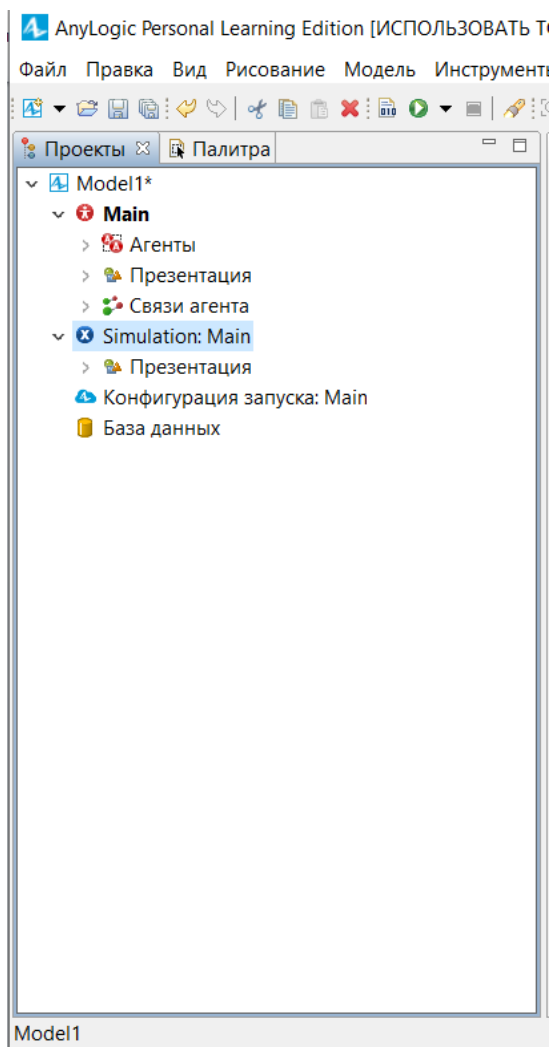 AnyLogic Personal Learning Edition [ИСПОЛЬЗОВАТЬ
Файл Правка Вид Рисование Модель Инструменты
Проекты Палитра
Model1*
Main
Агенты
Презентация
Связи агента
Simulation: Main
Презентация
Конфигурация запуска: Main
База данных
Model1